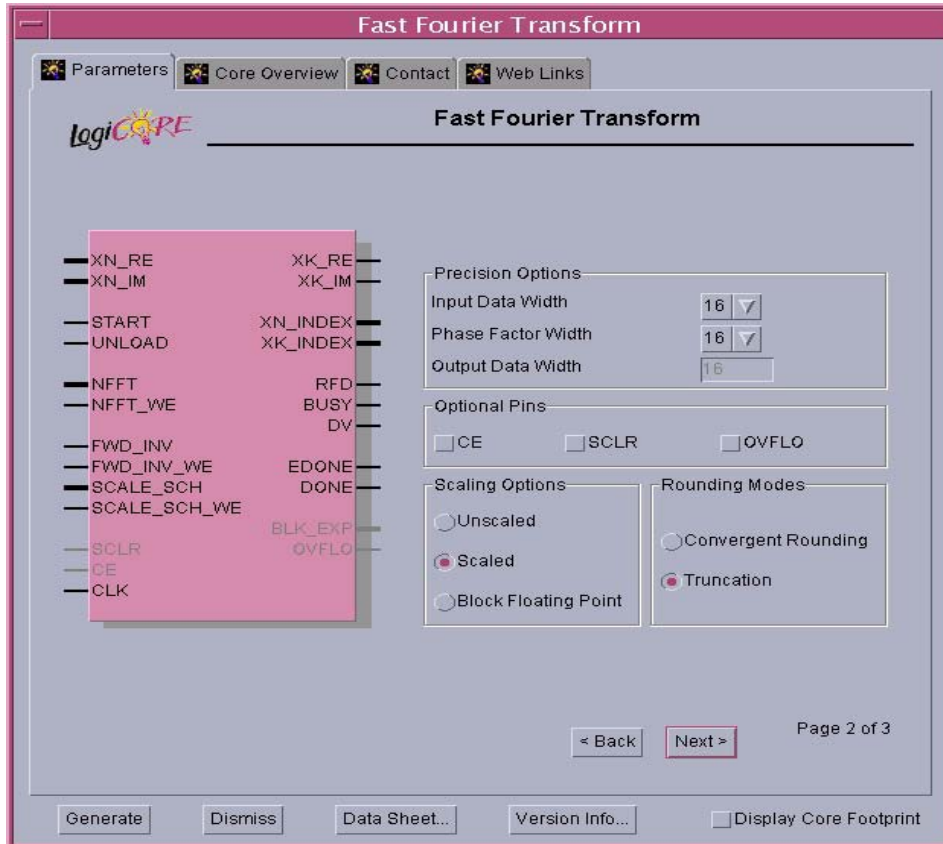 Fast Fourier Transform
Parameters Core Overview Contact Web Links
LogiCORE
Fast Fourier Transform
XN_RE XK_RE
XN_IM XK_IM
START XN_INDEX
UNLOAD XK_INDEX
NFFT RFD
NFFT_WE BUSY
DV
FWD_INV
FWD_INV_WE EDONE
SCALE_SCH DONE
SCALE_SCH_WE
BLK_EXP
SCLR OVFLO
CE
CLK
Precision Options
Input Data Width 16
Phase Factor Width 16
Output Data Width 16
Optional Pins
CE SCLR OVFLO
Scaling Options
Unscaled
Scaled
Block Floating Point
Rounding Modes
Convergent Rounding
Truncation
< Back Next > Page 2 of 3
Generate Dismiss Data Sheet... Version Info... Display Core Footprint